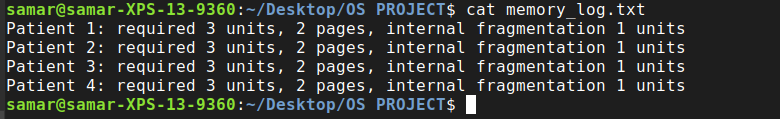 samar@samar-XPS-13-9360:~/Desktop/OS PROJECT$ cat memory_log.txt
Patient 1: required 3 units, 2 pages, internal fragmentation 1 units
Patient 2: required 3 units, 2 pages, internal fragmentation 1 units
Patient 3: required 3 units, 2 pages, internal fragmentation 1 units
Patient 4: required 3 units, 2 pages, internal fragmentation 1 units
samar@samar-XPS-13-9360:~/Desktop/OS PROJECT$